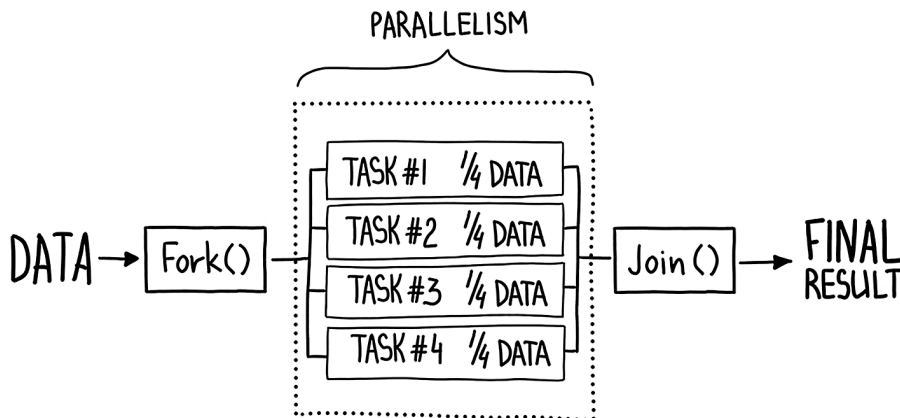 PARALLELISM
TASK #1 1/4 DATA
TASK #2 1/4 DATA
TASK #3 1/4 DATA
TASK #4 1/4 DATA
DATA
Fork()
Join()
FINAL
RESULT